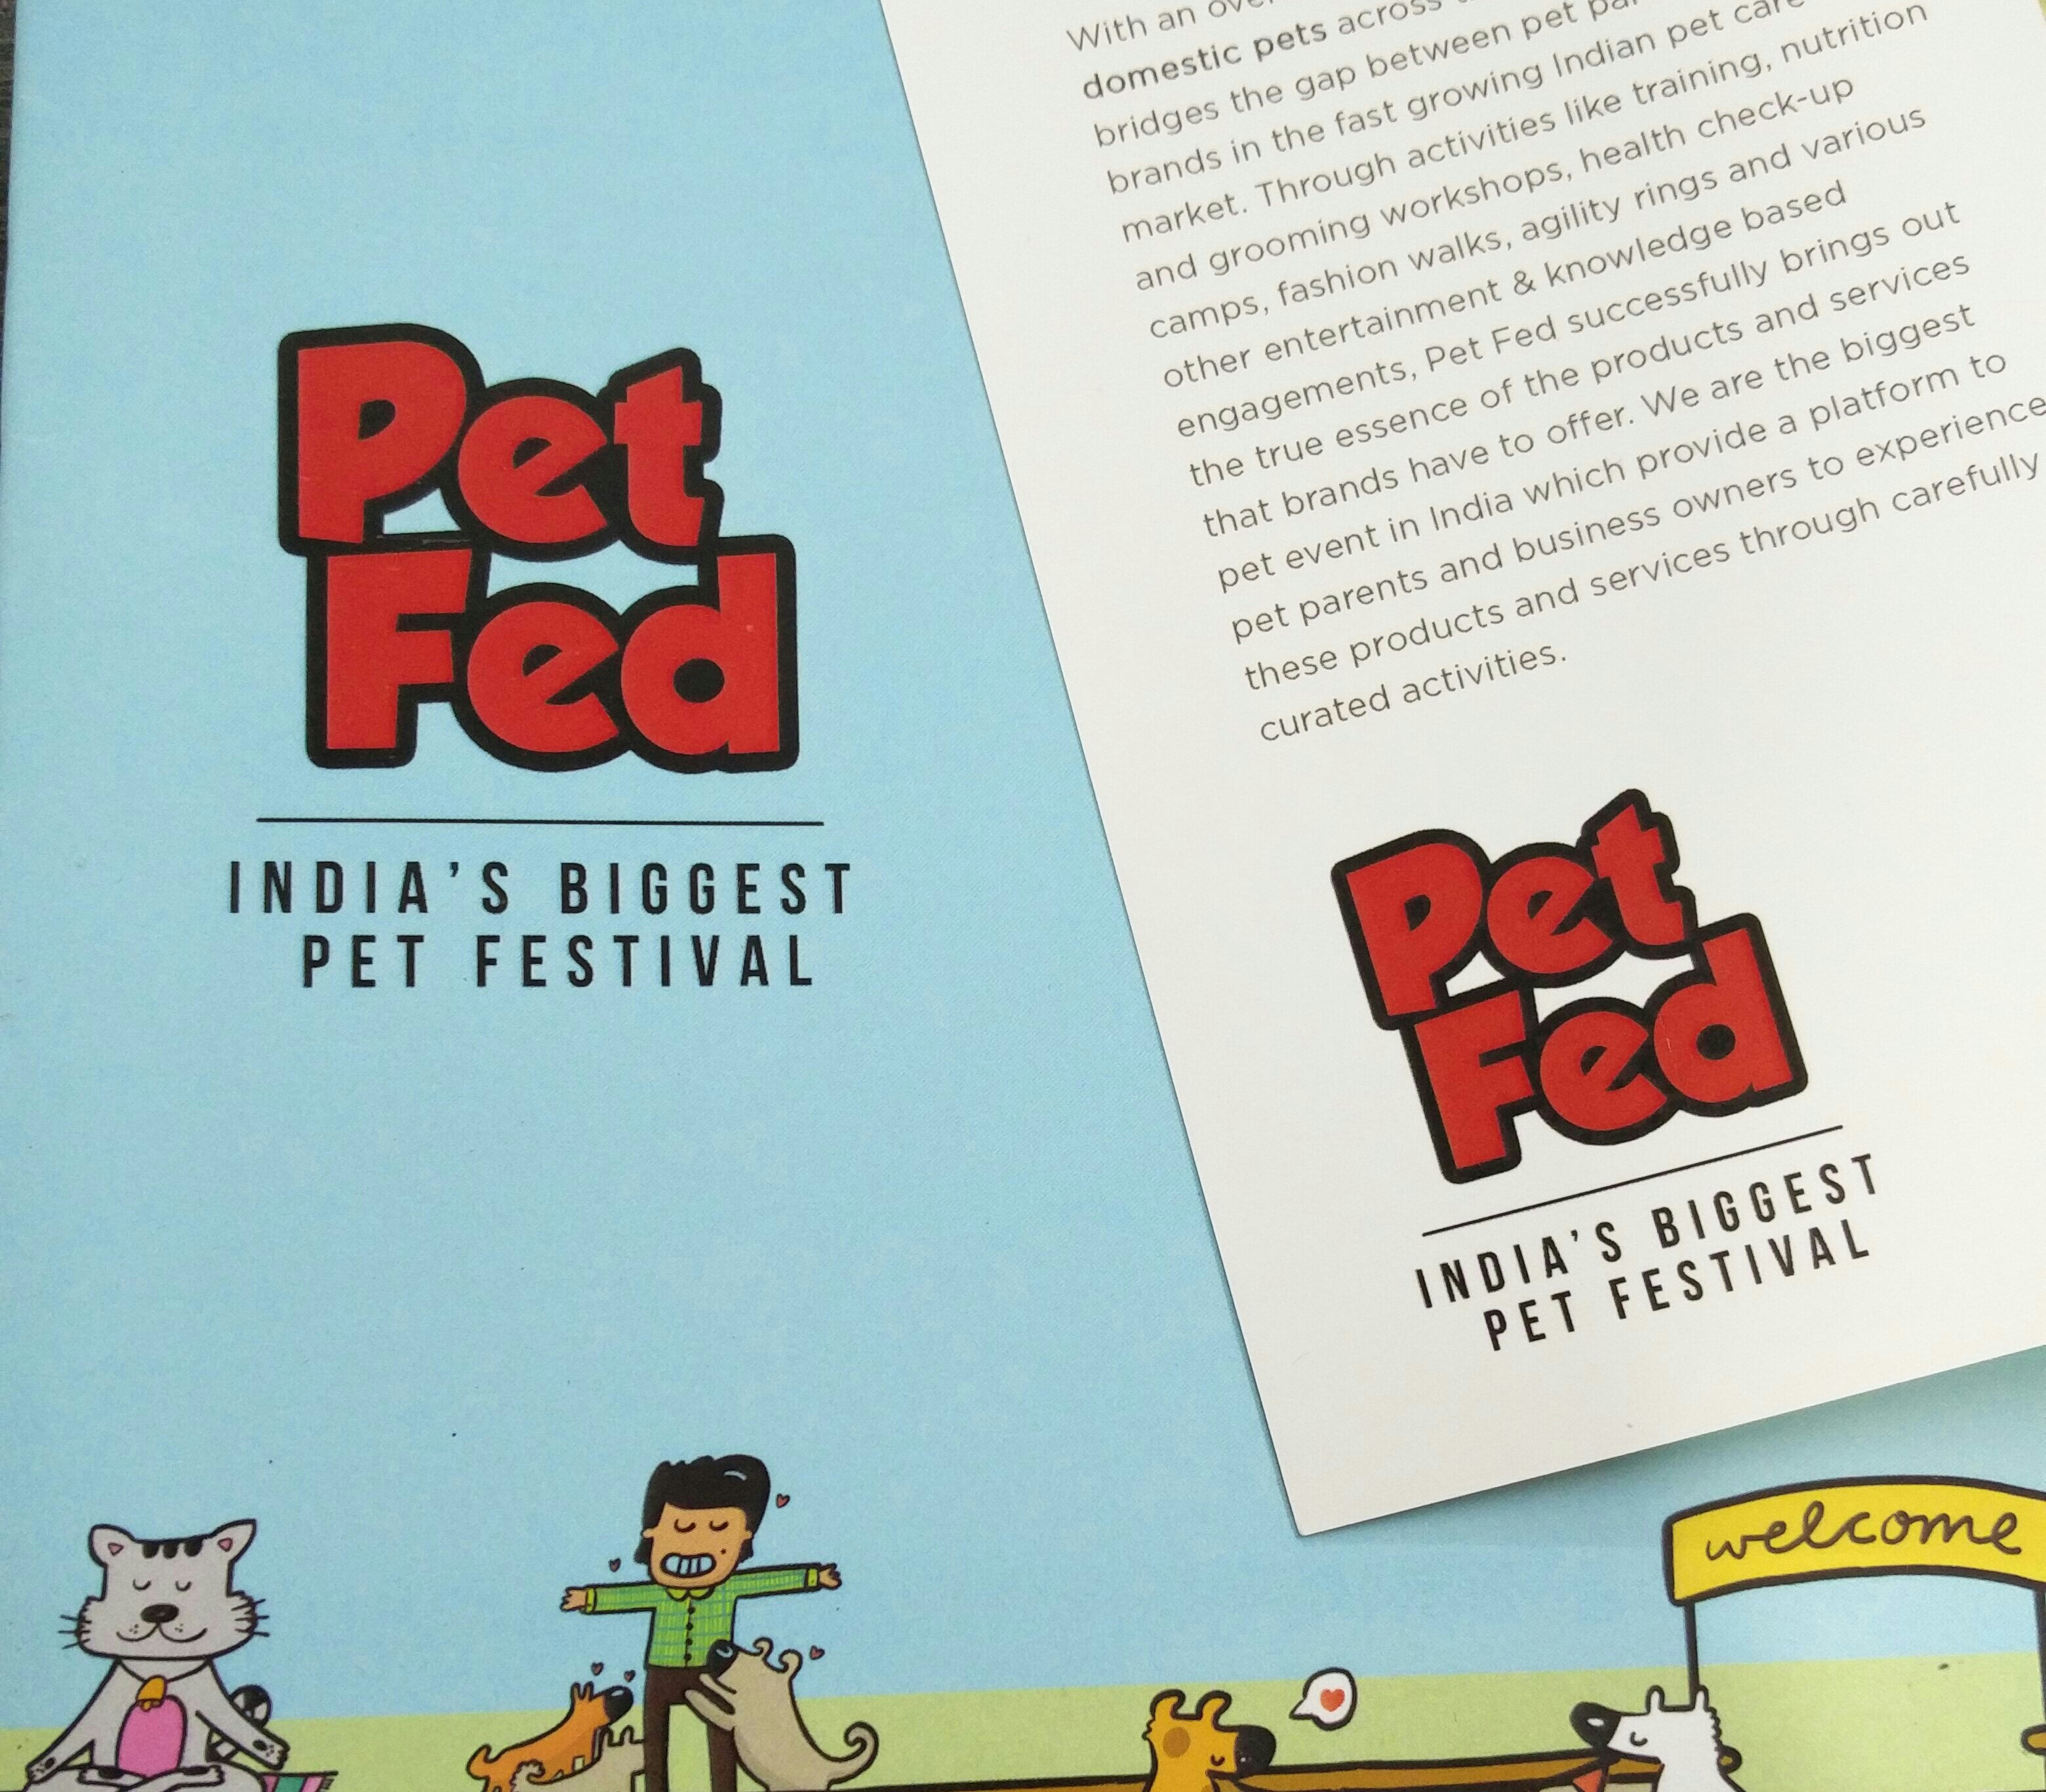 Pet
Fed
INDIA'S BIGGEST
PET FESTIVAL
With an
domestic pets across
bridges the gap between pet
brands in the fast growing Indian pet care
market. Through activities like training, nutrition
and grooming workshops, health check-up
camps, fashion walks, agility rings and various
other entertainment & knowledge based
engagements, Pet Fed successfully brings out
the true essence of the products and services
that brands have to offer. We are the biggest
pet event in India which provide a platform to
pet parents and business owners to experience
these products and services through carefully
curated activities.
Pet
Fed
INDIA'S BIGGEST
PET FESTIVAL
welcome